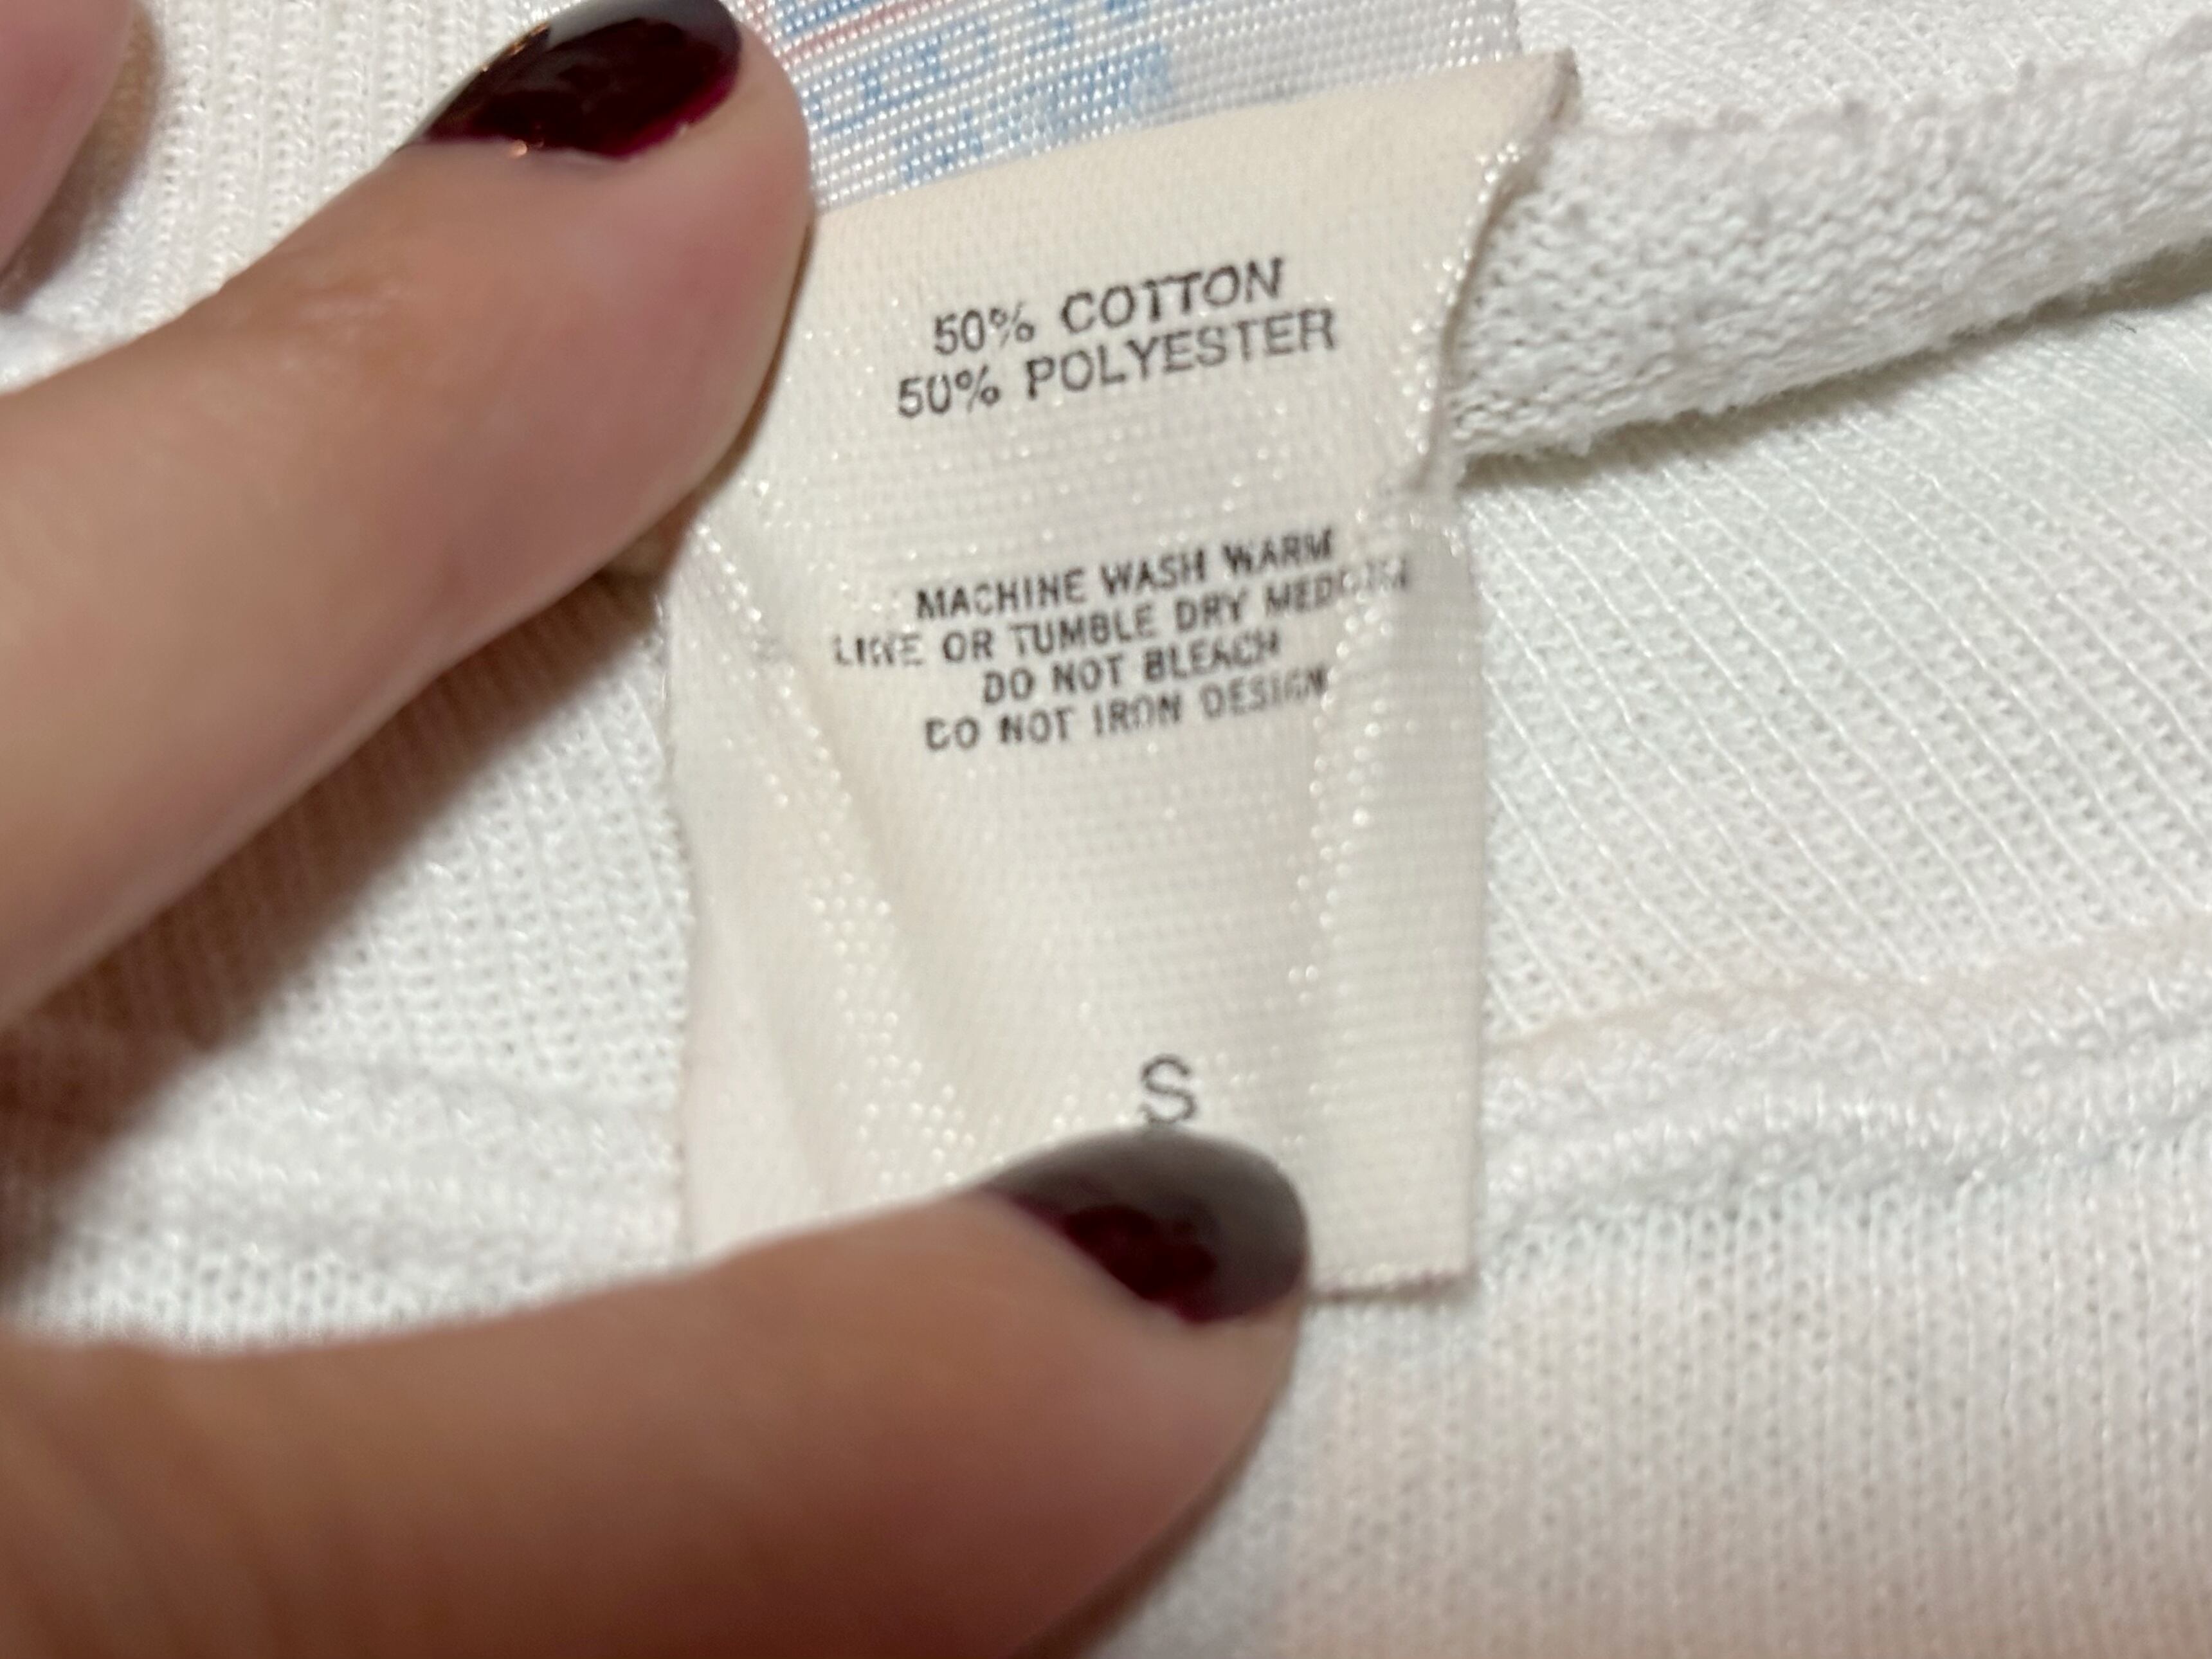 50% COTTON
50% POLYESTER
MACHINE WASH WARM
LINE OR TUMBLE DRY MEDIUM
DO NOT BLEACH
DO NOT IRON DESIGN
S